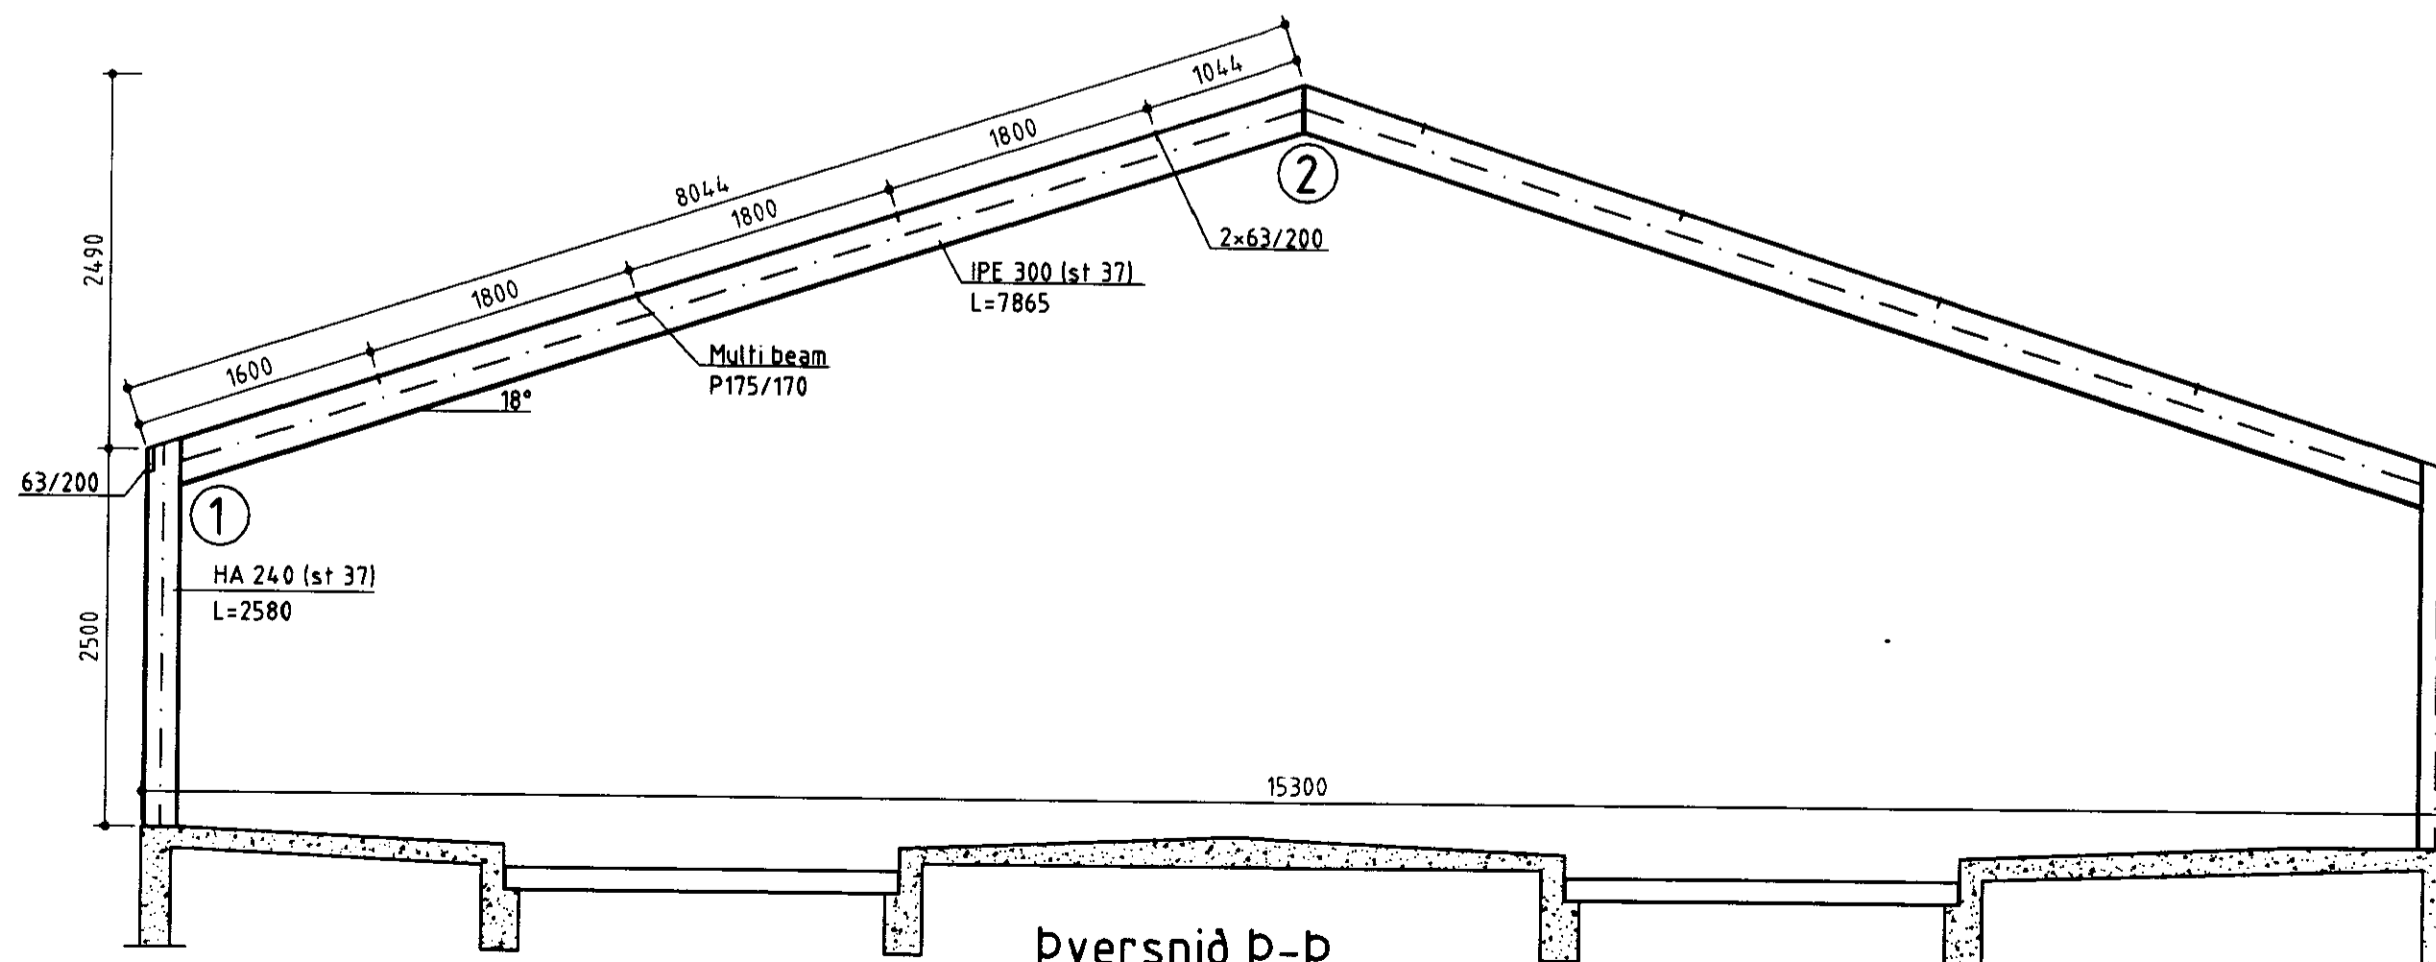 1044
1800
8044
1800
2490
2
2×63/200
IPE 300 (st 37)
L=7865
1800
Multi beam
P175/170
1600
18°
63/200
1
HA 240 (st 37)
L=2580
2500
15300
Þversnið Þ-Þ